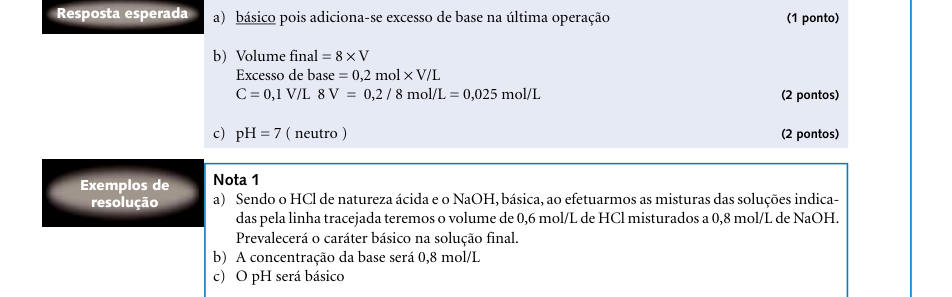 Resposta esperada
a) básico pois adiciona-se excesso de base na última operação (1 ponto)
b) Volume final = 8 × V
Excesso de base = 0,2 mol × V/L
C = 0,1 V/L 8 V = 0,2 / 8 mol/L = 0,025 mol/L (2 pontos)
c) pH = 7 ( neutro ) (2 pontos)
Exemplos de
resolução
Nota 1
a) Sendo o HCl de natureza ácida e o NaOH, básica, ao efetuarmos as misturas das soluções indica-
das pela linha tracejada teremos o volume de 0,6 mol/L de HCl misturados a 0,8 mol/L de NaOH.
Prevalecerá o caráter básico na solução final.
b) A concentração da base será 0,8 mol/L
c) O pH será básico